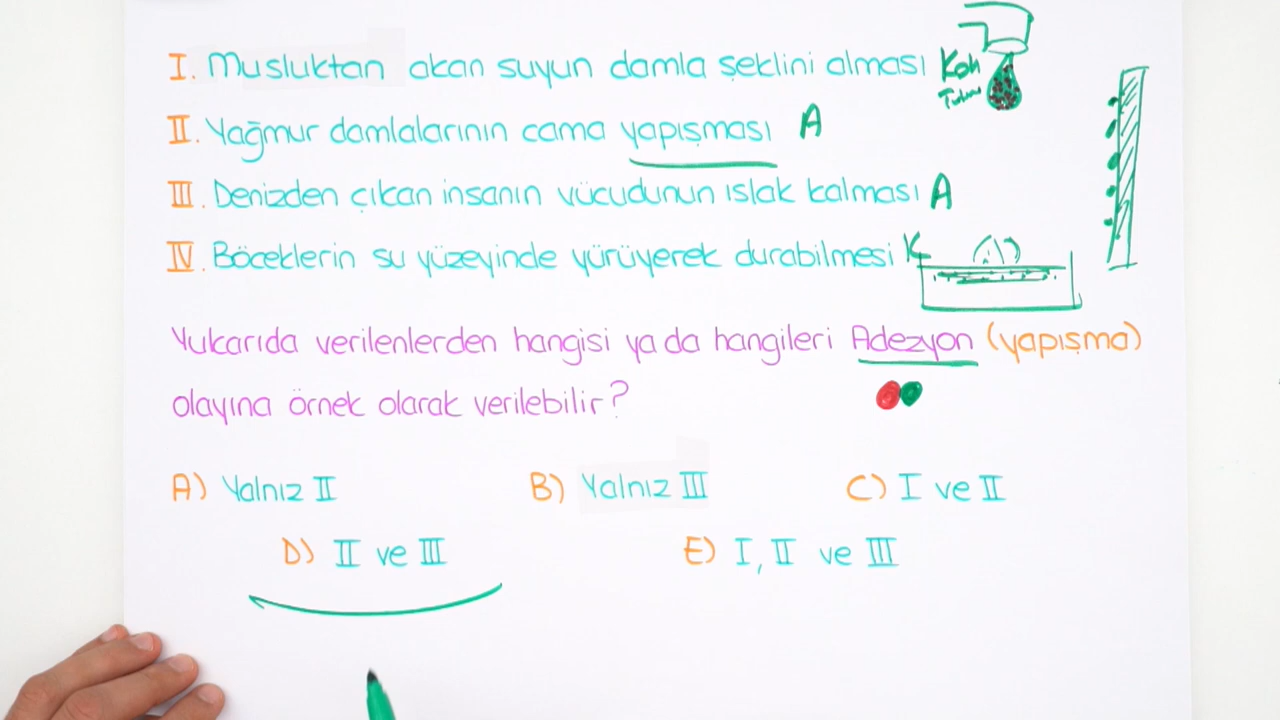 I. Musluktan akan suyun damla şeklini alması Koh
Tutma
II. Yağmur damlalarının cama yapışması A
III. Denizden çıkan insanın vücudunun ıslak kalması A
IV. Böceklerin su yüzeyinde yürüyerek durabilmesi K
Yukarıda verilenlerden hangisi ya da hangileri Adezyon (yapışma)
olayına örnek olarak verilebilir?
A) Yalnız II B) Yalnız III C) I ve II
D) II ve III E) I, II ve III